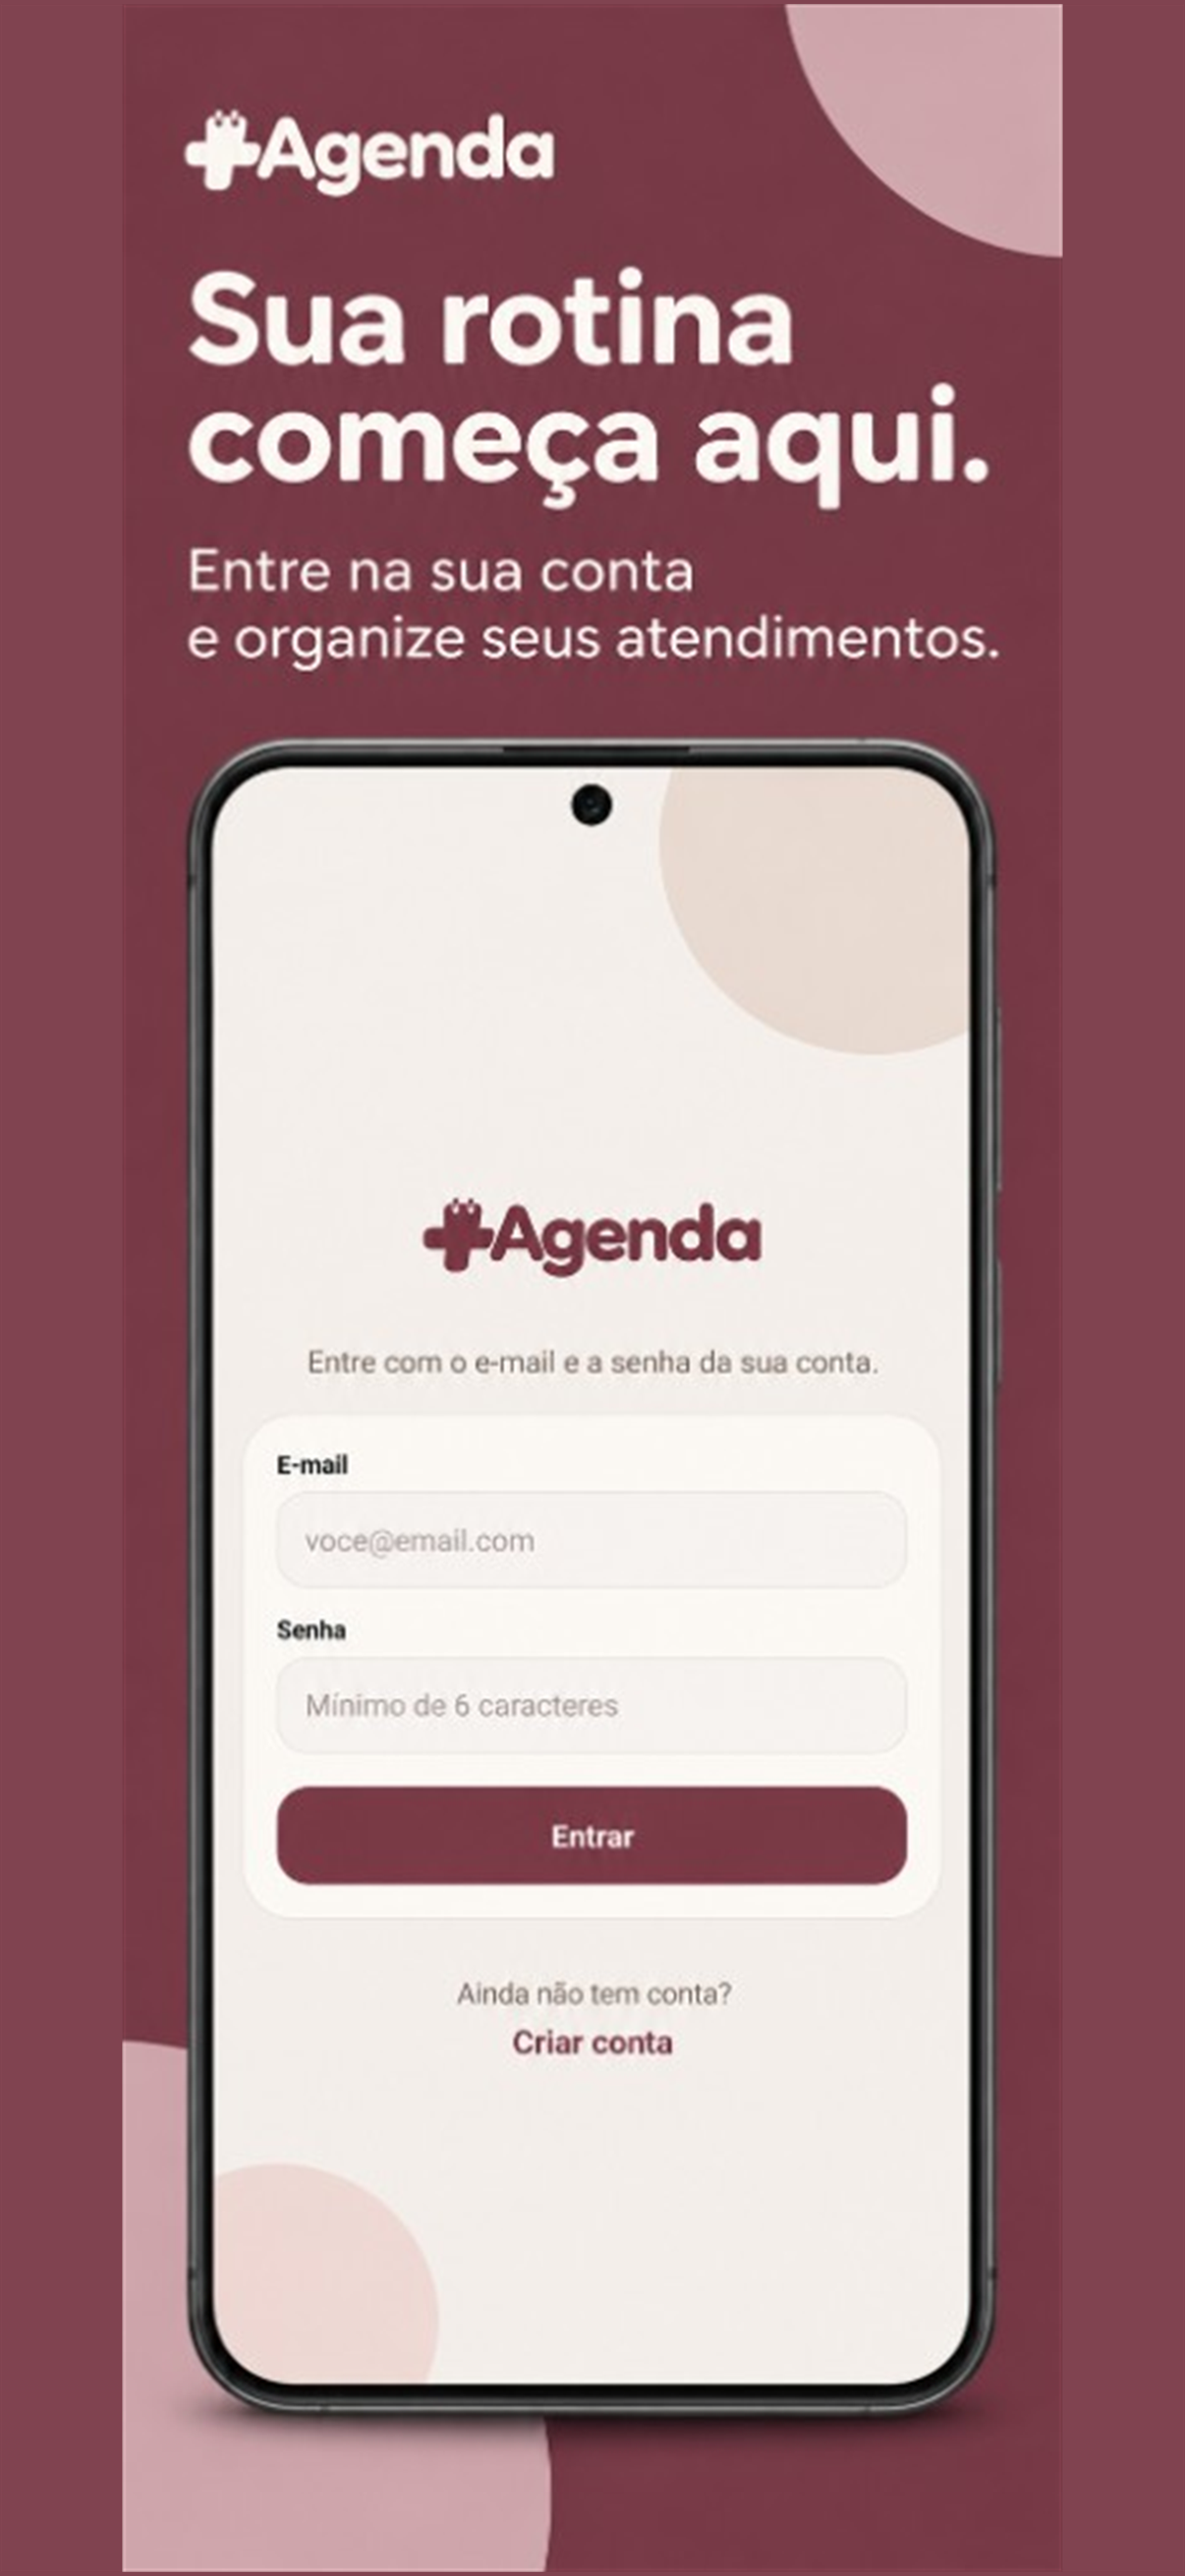 Agenda
Sua rotina
começa aqui.
Entre na sua conta
e organize seus atendimentos.
Agenda
Entre com o e-mail e a senha da sua conta.
E-mail
voce@email.com
Senha
Mínimo de 6 caracteres
Entrar
Ainda não tem conta?
Criar conta